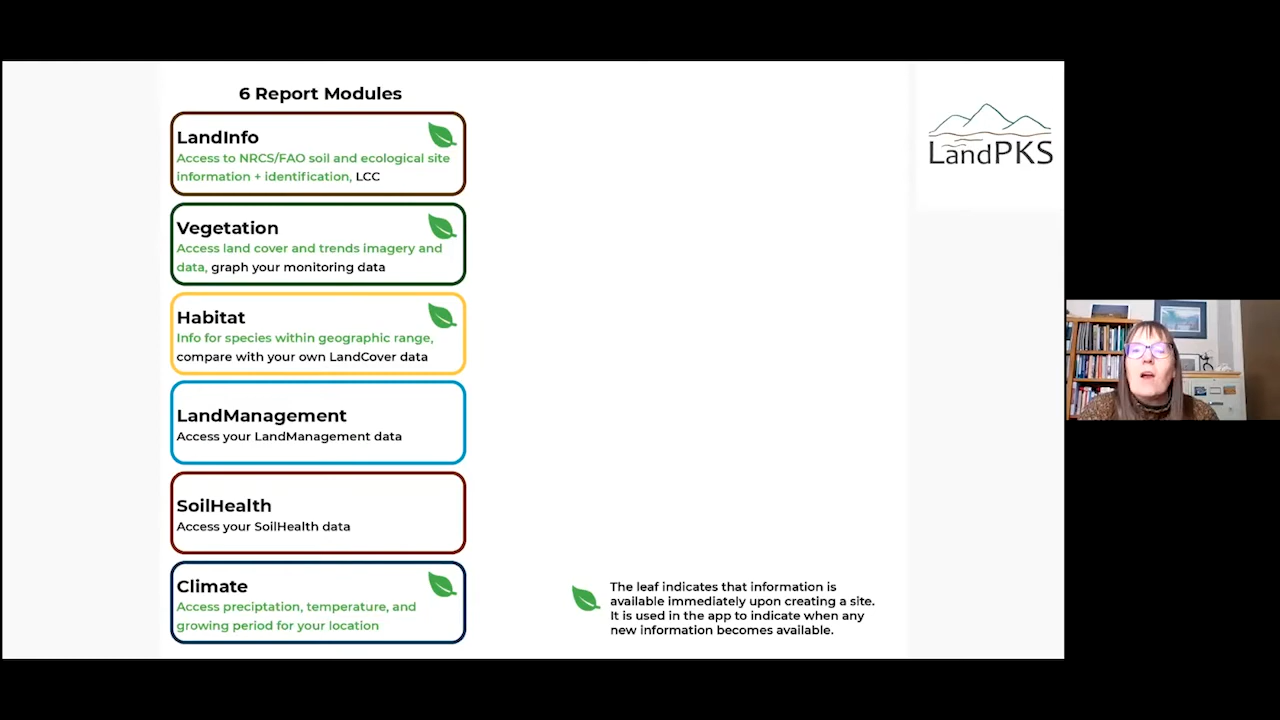 6 Report Modules
LandInfo
Access to NRCS/FAO soil and ecological site
information + identification, LCC
Vegetation
Access land cover and trends imagery and
data, graph your monitoring data
Habitat
Info for species within geographic range,
compare with your own LandCover data
LandManagement
Access your LandManagement data
SoilHealth
Access your SoilHealth data
Climate
Access preciptation, temperature, and
growing period for your location
The leaf indicates that information is
available immediately upon creating a site.
It is used in the app to indicate when any
new information becomes available.
LandPKS